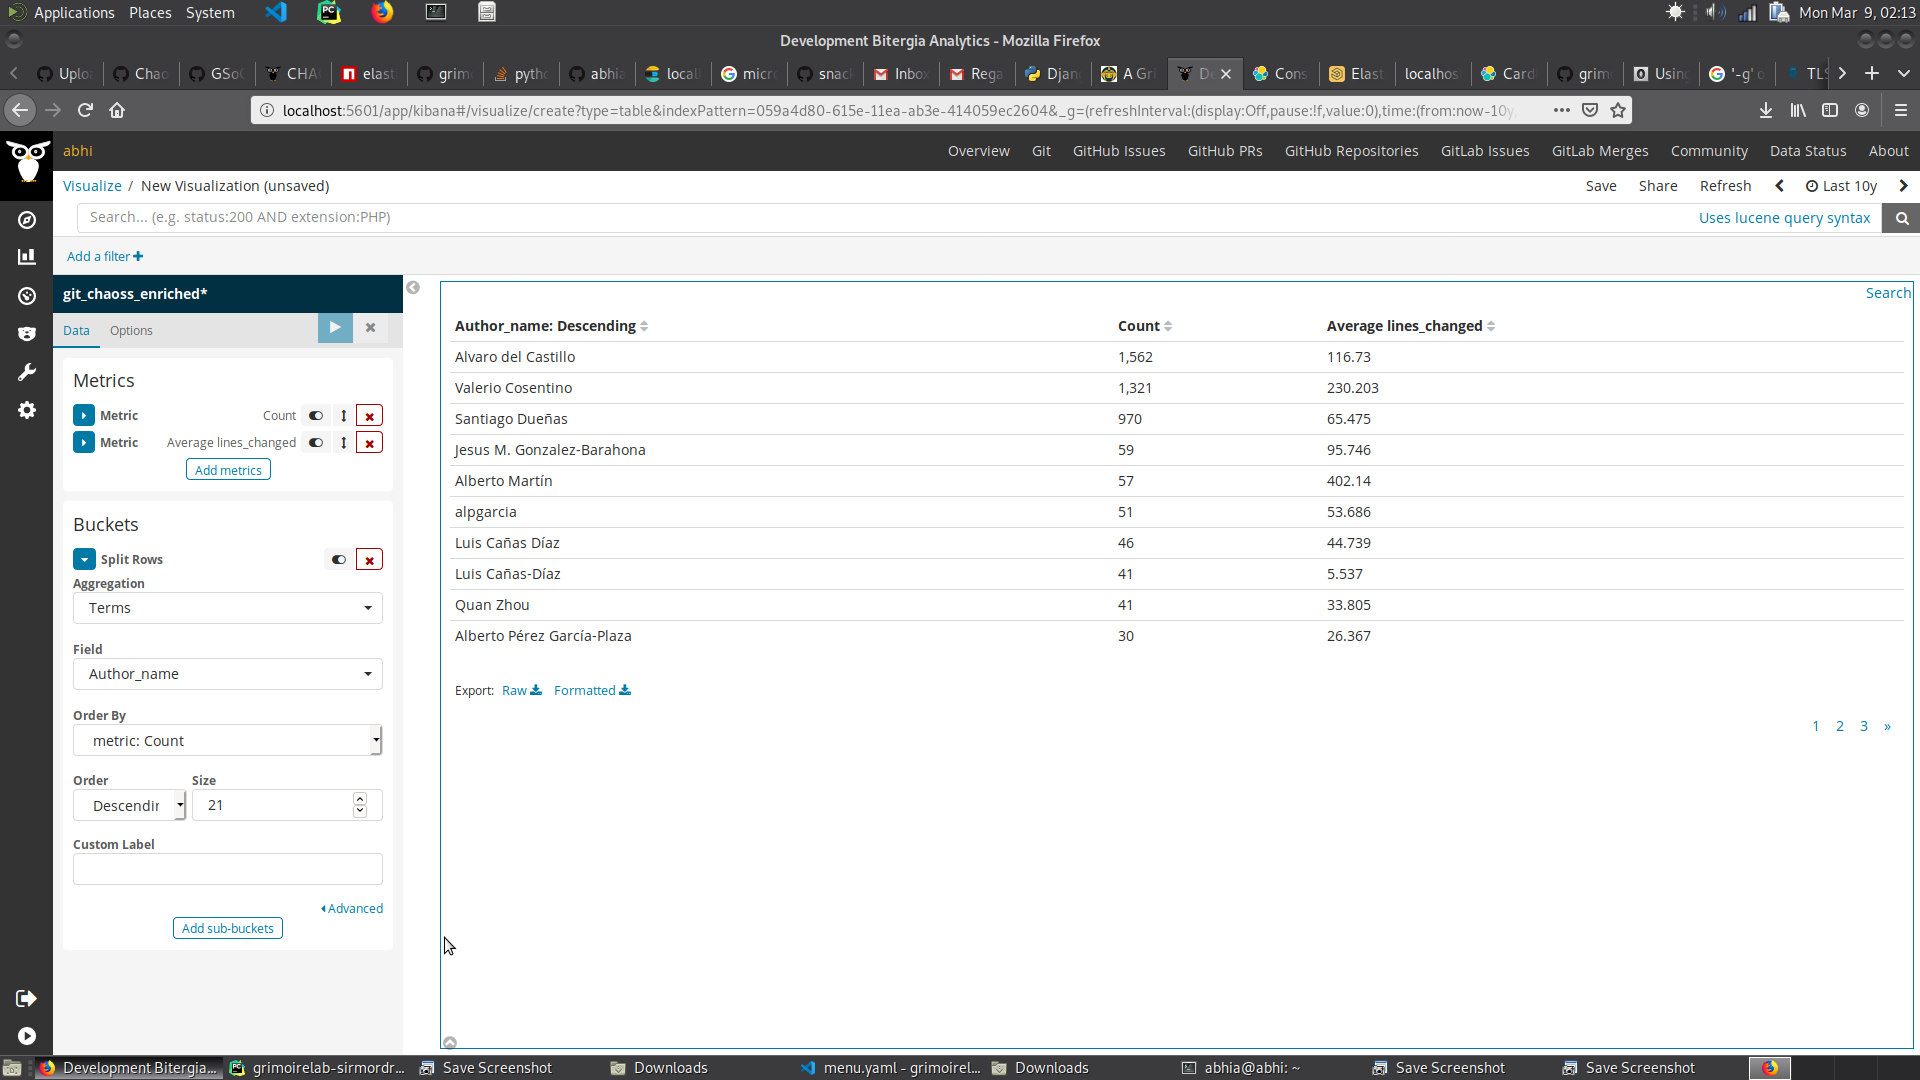 Applications Places System Mon Mar 9, 02:13
Development Bitergia Analytics - Mozilla Firefox
Uplo Chao GSoC CHA elast grim pytho abhia local micr snac Inbo Rega Djan A Gri De Cons Elast localhos Card grim Using '-g' o TLS
localhost:5601/app/kibana#/visualize/create?type=table&indexPattern=059a4d80-615e-11ea-ab3e-414059ec2604&_g=(refreshInterval:(display:Off,pause:!f,value:0),time:(from:now-10y,
abhi Overview Git GitHub Issues GitHub PRs GitHub Repositories GitLab Issues GitLab Merges Community Data Status About
Visualize / New Visualization (unsaved) Save Share Refresh Last 10y
Search... (e.g. status:200 AND extension:PHP) Uses lucene query syntax
Add a filter
git_chaoss_enriched*
Data Options
Metrics
Metric Count
Metric Average lines_changed
Add metrics
Buckets
Split Rows
Aggregation
Terms
Field
Author_name
Order By
metric: Count
Order Size
Descendir 21
Custom Label
Advanced
Add sub-buckets
Search
Author_name: Descending Count Average lines_changed
Alvaro del Castillo 1,562 116.73
Valerio Cosentino 1,321 230.203
Santiago Dueñas 970 65.475
Jesus M. Gonzalez-Barahona 59 95.746
Alberto Martín 57 402.14
alpgarcia 51 53.686
Luis Cañas Díaz 46 44.739
Luis Cañas-Díaz 41 5.537
Quan Zhou 41 33.805
Alberto Pérez García-Plaza 30 26.367
Export: Raw Formatted
1 2 3 »
Development Bitergia... grimoirelab-sirmordr... Save Screenshot Downloads menu.yaml - grimoirel... Downloads abhia@abhi: ~ Save Screenshot Save Screenshot